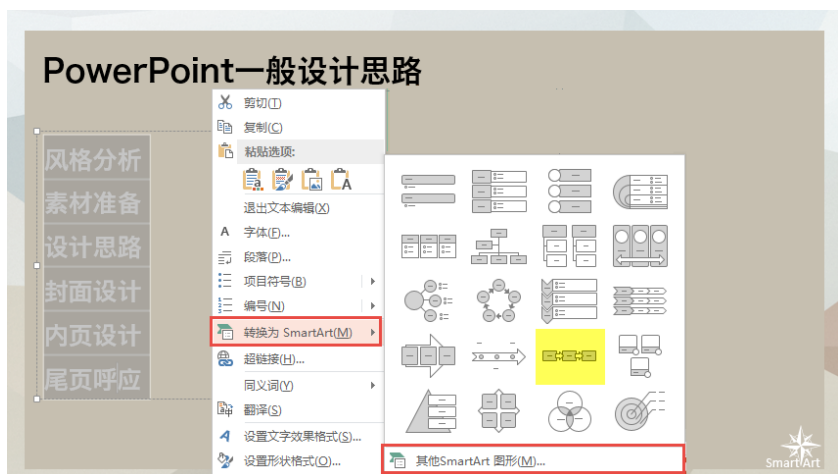 PowerPoint一般设计思路
风格分析
素材准备
设计思路
封面设计
内页设计
尾页呼应
剪切(T)
复制(C)
粘贴选项:
退出文本编辑(X)
字体(F)...
段落(P)...
项目符号(B)
编号(N)
转换为 SmartArt(M)
超链接(H)...
同义词(Y)
翻译(S)
设置文字效果格式(S)...
设置形状格式(O)...
其他SmartArt 图形(M)...
Smart Art